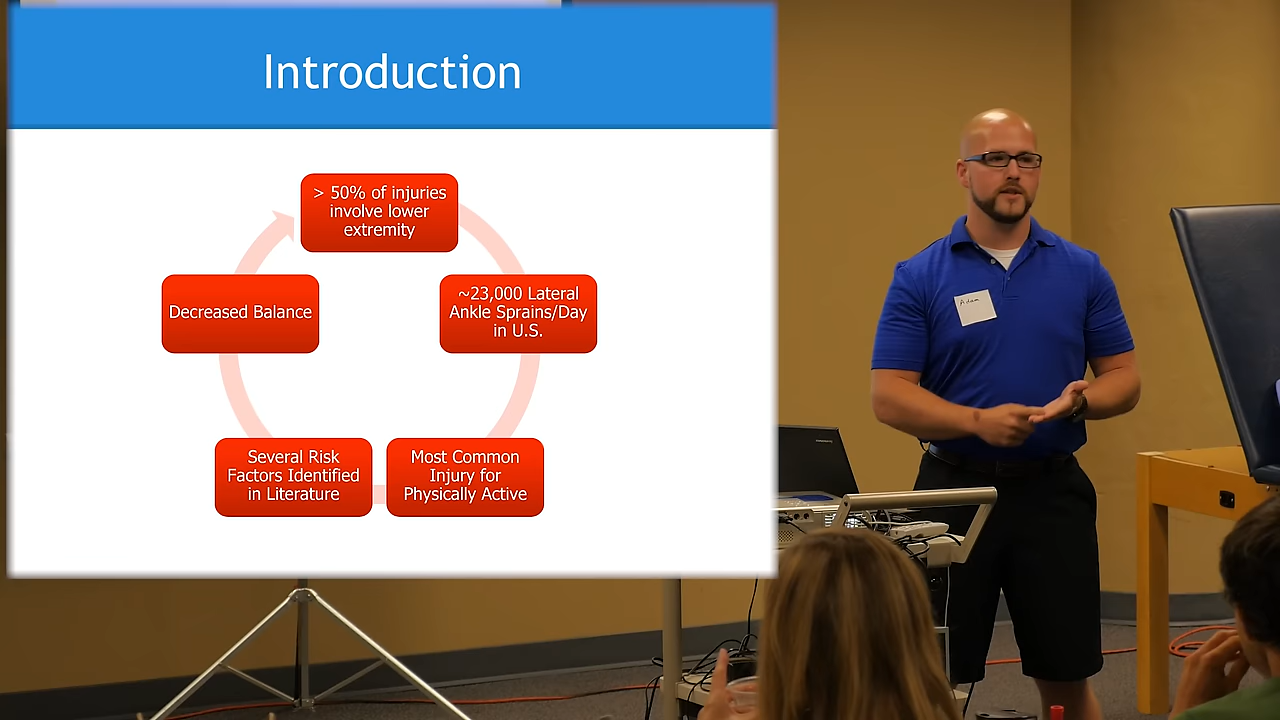 Introduction
> 50% of injuries
involve lower
extremity
~23,000 Lateral
Ankle Sprains/Day
in U.S.
Most Common
Injury for
Physically Active
Several Risk
Factors Identified
in Literature
Decreased Balance
Adam